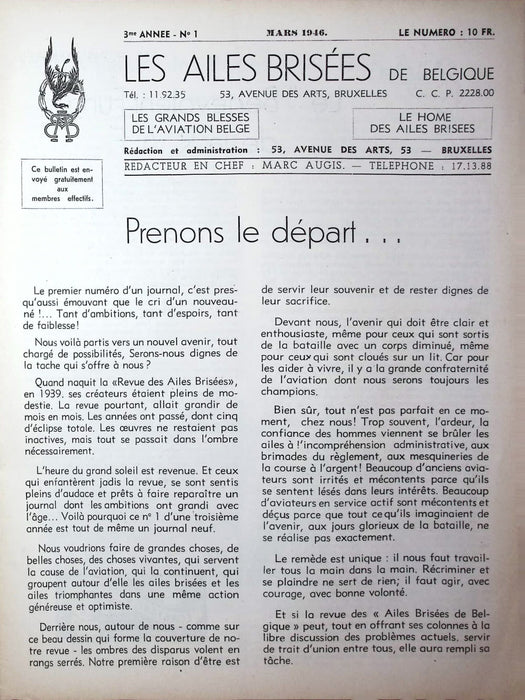 3me ANNEE - No 1
MARS 1946.
LE NUMERO : 10 FR.
LES AILES BRISÉES DE BELGIQUE
Tél. : 11.92.35 53, AVENUE DES ARTS, BRUXELLES C. C. P. 2228.00
LES GRANDS BLESSES
DE L'AVIATION BELGE
LE HOME
DES AILES BRISEES
Rédaction et administration : 53, AVENUE DES ARTS, 53 — BRUXELLES
REDACTEUR EN CHEF : MARC AUGIS. — TELEPHONE : 17.13.88
Ce bulletin est en-
voyé gratuitement
aux
membres effectifs.
Prenons le départ . . .
Le premier numéro d'un journal, c'est pres-
qu'aussi émouvant que le cri d'un nouveau-
né !... Tant d'ambitions, tant d'espoirs, tant
de faiblesse !
Nous voilà partis vers un nouvel avenir, tout
chargé de possibilités, Serons-nous dignes de
la tache qui s'offre à nous ?
Quand naquit la «Revue des Ailes Brisées»,
en 1939. ses créateurs étaient pleins de mo-
destie. La revue pourtant, allait grandir de
mois en mois. Les années ont passé, dont cinq
d'éclipse totale. Les œuvres ne restaient pas
inactives, mais tout se passait dans l'ombre
nécessairement.
L'heure du grand soleil est revenue. Et ceux
qui enfantèrent jadis la revue, se sont sentis
pleins d'audace et prêts à faire reparaître un
journal dont les ambitions ont grandi avec
l'âge... Voilà pourquoi ce no 1 d'une troisième
année est tout de même un journal neuf.
Nous voudrions faire de grandes choses, de
belles choses, des choses vivantes, qui servent
la cause de l'aviation, qui la continuent, qui
groupent autour d'elle les ailes brisées et les
ailes triomphantes dans une même action
généreuse et optimiste.
Derrière nous, autour de nous - comme sur
ce beau dessin qui forme la couverture de no-
tre revue - les ombres des disparus volent en
rangs serrés. Notre première raison d'être est
de servir leur souvenir et de rester dignes de
leur sacrifice.
Devant nous, l'avenir qui doit être clair et
enthousiaste, même pour ceux qui sont sortis
de la bataille avec un corps diminué, même
pour ceux qui sont cloués sur un lit. Car pour
les aider à vivre, il y a la grande confraternité
de l'aviation dont nous serons toujours les
champions.
Bien sûr, tout n'est pas parfait en ce mo-
ment, chez nous! Trop souvent, l'ardeur, la
confiance des hommes viennent se brûler les
ailes à l'incompréhension administrative, aux
brimades du règlement, aux mesquineries de
la course à l'argent! Beaucoup d'anciens avia-
teurs sont irrités et mécontents parce qu'ils
se sentent lésés dans leurs intérêts. Beaucoup
d'aviateurs en service actif sont mécontents et
déçus parce que tout ce qu'ils imaginaient de
l'avenir, aux jours glorieux de la bataille, ne
se réalise pas exactement.
Le remède est unique : il nous faut travail-
ler tous la main dans la main. Récriminer et
se plaindre ne sert de rien; il faut agir, avec
courage, avec bonne volonté.
Et si la revue des « Ailes Brisées de Bel-
gique » peut, tout en offrant ses colonnes à la
libre discussion des problèmes actuels. servir
de trait d'union entre tous, elle aura rempli sa
tâche.